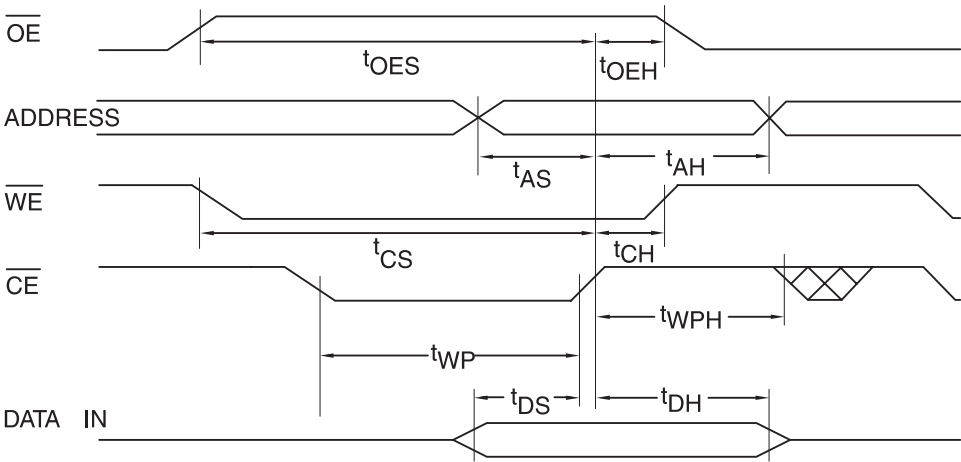 OE
tOES
tOEH
ADDRESS
tAS
tAH
WE
tCS
tCH
CE
tWPH
tWP
tDS
tDH
DATA IN